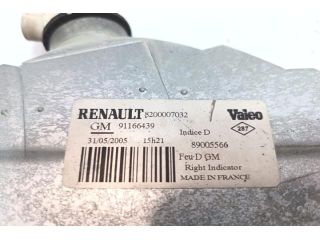 RENAULT 8200007032 Valeo
GM 91166439 Indice D 287
31/05/2005 15h21 89005566
Feu D GM
Right Indicator
MADE IN FRANCE